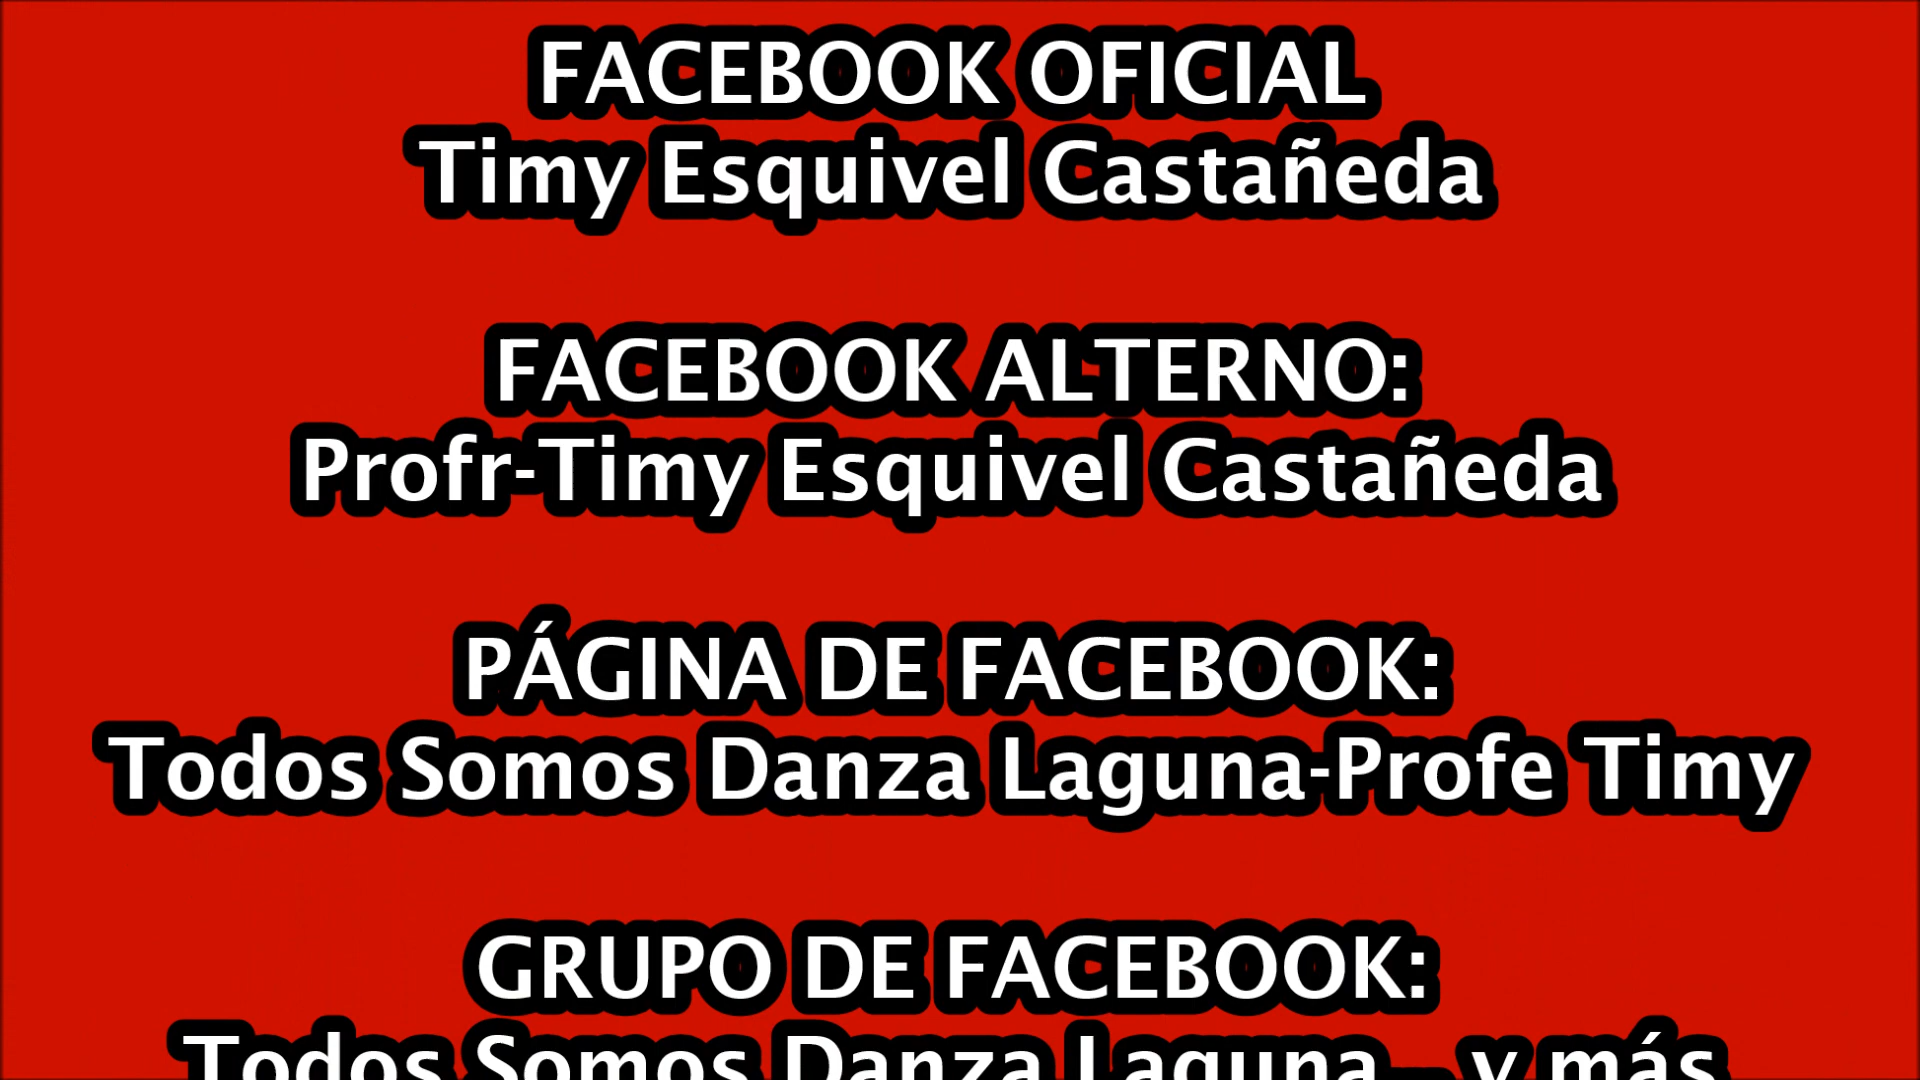 FACEBOOK OFICIAL
Timy Esquivel Castañeda
FACEBOOK ALTERNO:
Profr-Timy Esquivel Castañeda
PÁGINA DE FACEBOOK:
Todos Somos Danza Laguna-Profe Timy
GRUPO DE FACEBOOK:
Todos Somos Danza Laguna... y más